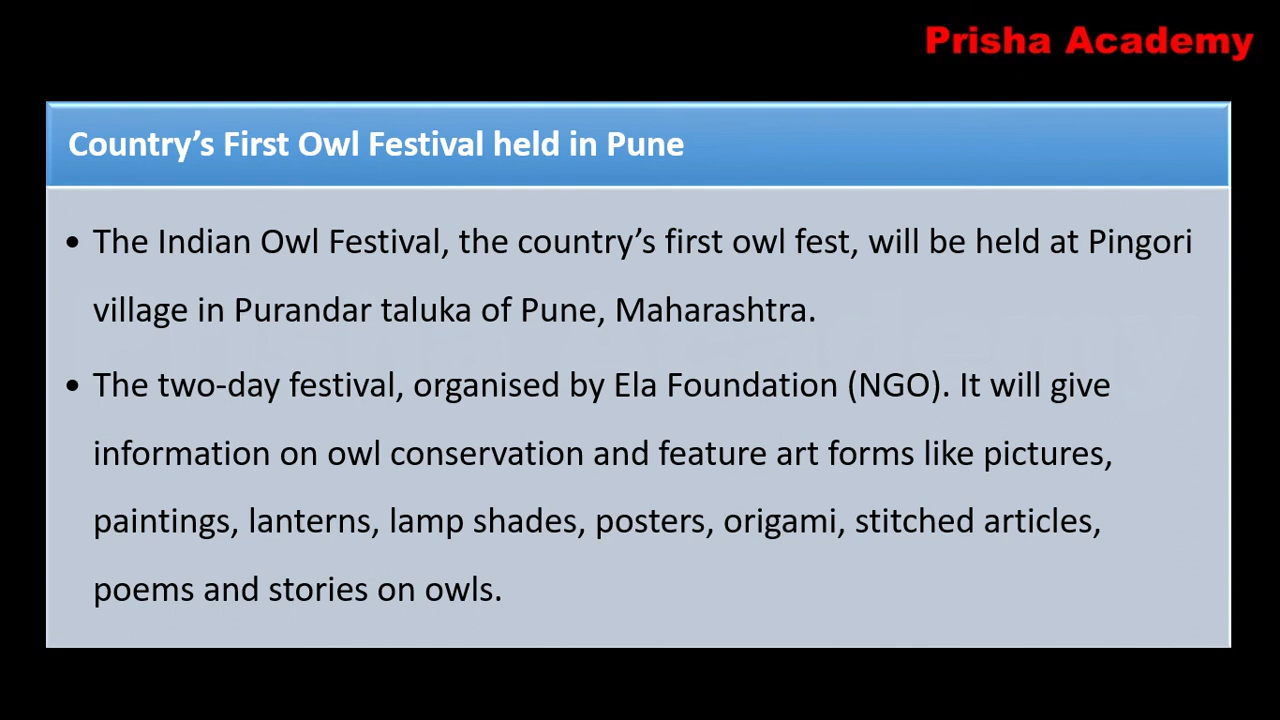 Prisha Academy
Country’s First Owl Festival held in Pune
• The Indian Owl Festival, the country’s first owl fest, will be held at Pingori
village in Purandar taluka of Pune, Maharashtra.
• The two-day festival, organised by Ela Foundation (NGO). It will give
information on owl conservation and feature art forms like pictures,
paintings, lanterns, lamp shades, posters, origami, stitched articles,
poems and stories on owls.